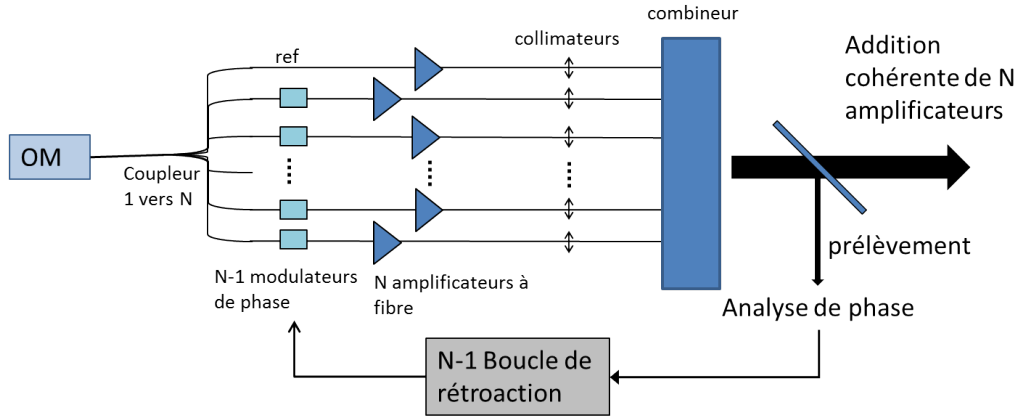 combineur
collimateurs
ref
Addition
cohérente de N
amplificateurs
OM
Coupleur
1 vers N
prélèvement
N-1 modulateurs
de phase
N amplificateurs à
fibre
Analyse de phase
N-1 Boucle de
rétroaction